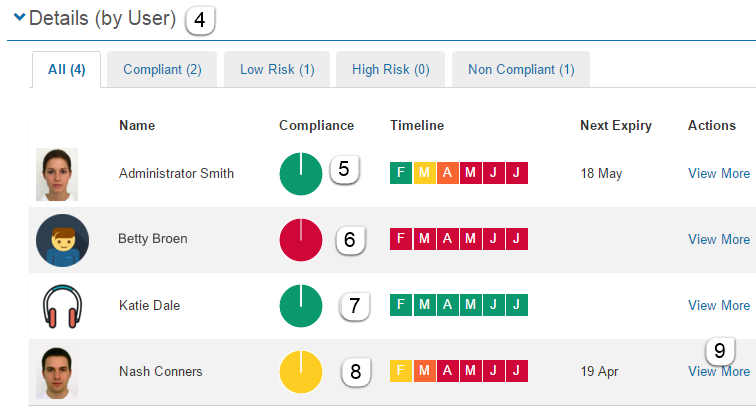 Details (by User) 4
All (4) Compliant (2) Low Risk (1) High Risk (0) Non Compliant (1)
Name Compliance Timeline Next Expiry Actions
Administrator Smith 5 F M A M J J 18 May View More
Betty Broen 6 F M A M J J View More
Katie Dale 7 F M A M J J View More
9
Nash Conners 8 F M A M J J 19 Apr View More